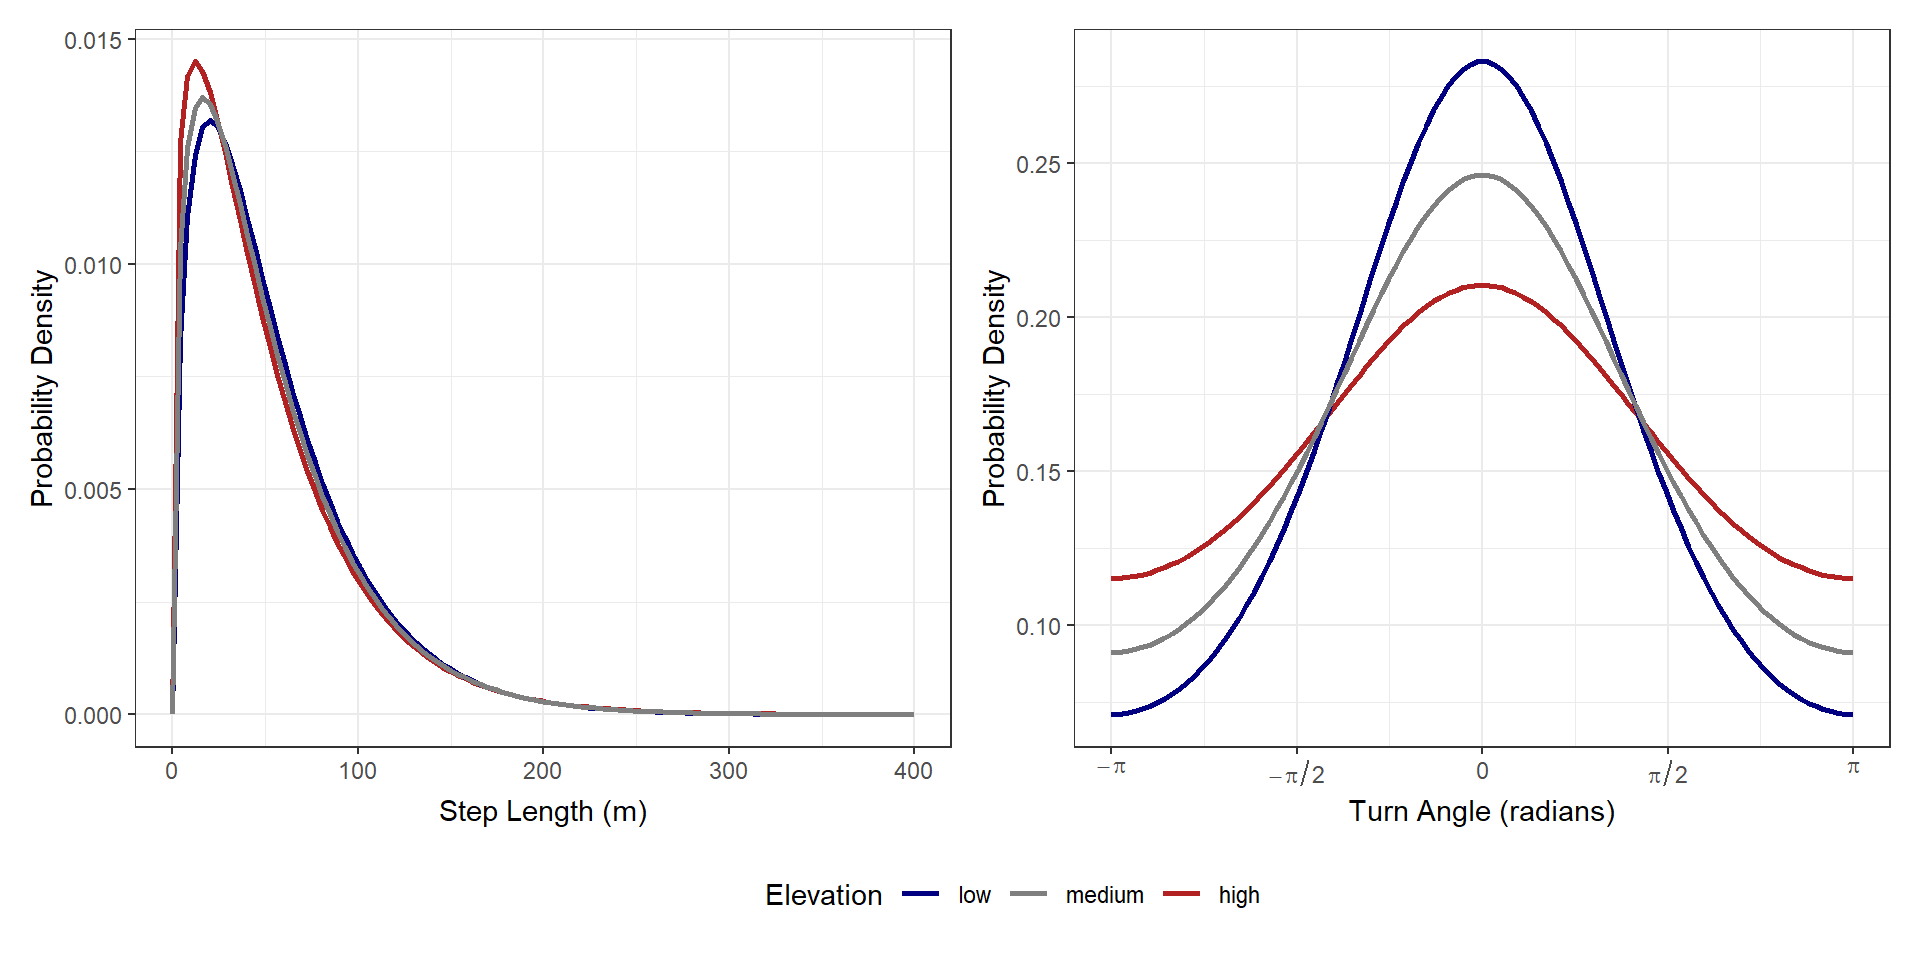 0.015
0.010
0.005
0.000
Probability Density
0 100 200 300 400
Step Length (m)
0.25
0.20
0.15
0.10
Probability Density
−π −π/2 0 π/2 π
Turn Angle (radians)
Elevation low medium high